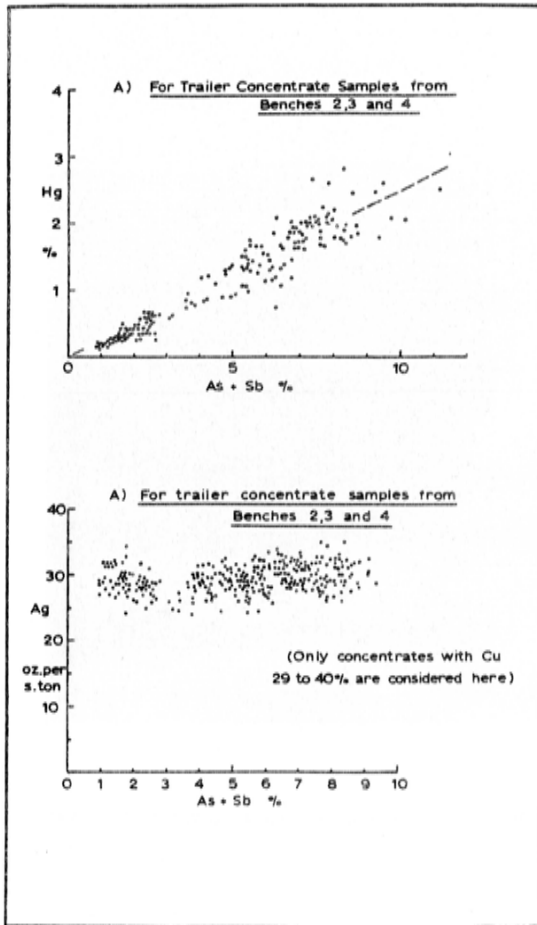 A) For Trailer Concentrate Samples from
Benches 2,3 and 4
4
3
Hg
2
%
1
0
5
10
As + Sb %
A) For trailer concentrate samples from
Benches 2,3 and 4
40
30
Ag
20
oz.per
s.ton
10
(Only concentrates with Cu
29 to 40% are considered here)
0 1 2 3 4 5 6 7 8 9 10
As + Sb %